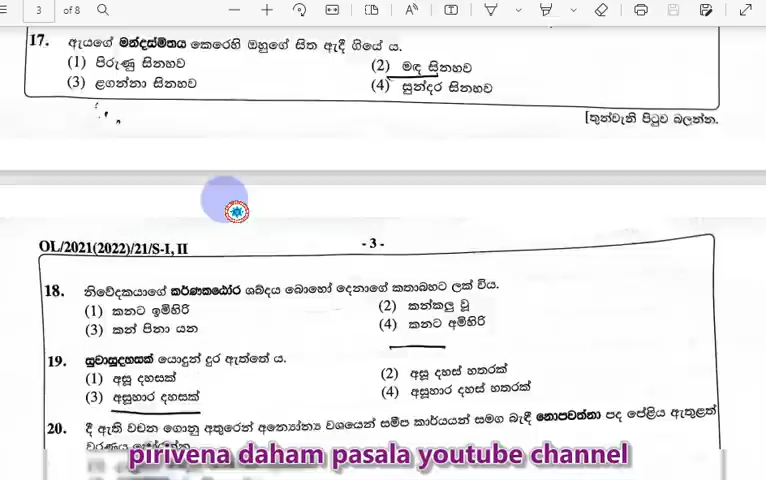 3 of 8
17. ඇයගේ මන්දස්මිතය කෙරෙහි ඔහුගේ සිත ඇදී ගියේ ය.
(1) පිරුණු සිනහව (2) මඳ සිනහව
(3) ළගන්නා සිනහව (4) සුන්දර සිනහව
[තුන්වැනි පිටුව බලන්න.
OL/2021(2022)/21/S-I, II - 3 -
18. නිවේදකයාගේ කර්ණකඨෝර ශබ්දය බොහෝ දෙනාගේ කතාබහට ලක් විය.
(1) කනට ඉමිහිරි (2) කන්කලු වූ
(3) කන් පිනා යන (4) කනට අමිහිරි
19. සුවාසූදහසක් යොදුන් දුර ඇත්තේ ය.
(1) අසූ දහසක් (2) අසූ දහස් හතරක්
(3) අසූහාර දහසක් (4) අසූහාර දහස් හතරක්
20. දී ඇති වචන ගොනු අතුරෙන් අන්‍යෝන්‍ය වශයෙන් සමීප කාර්යයන් සමග බැඳී නොපවත්නා පද පේළිය ඇතුළත්
pirivena daham pasala youtube channel